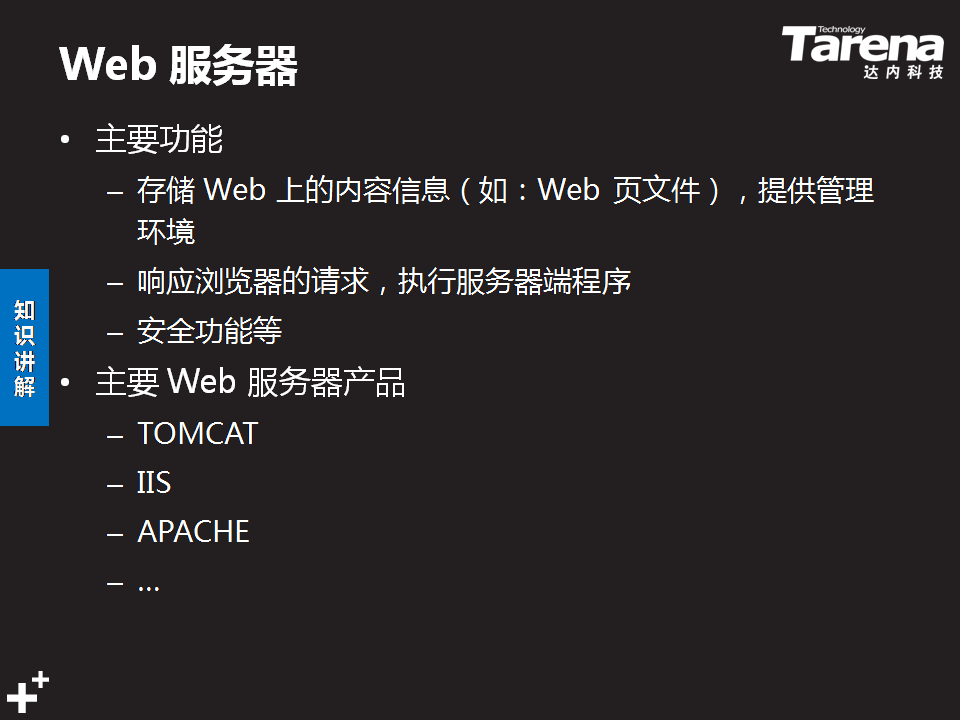 Web 服务器
Technology
Tarena
达内科技
• 主要功能
– 存储 Web 上的内容信息（如：Web 页文件），提供管理
环境
– 响应浏览器的请求，执行服务器端程序
– 安全功能等
知识讲解
• 主要 Web 服务器产品
– TOMCAT
– IIS
– APACHE
– …